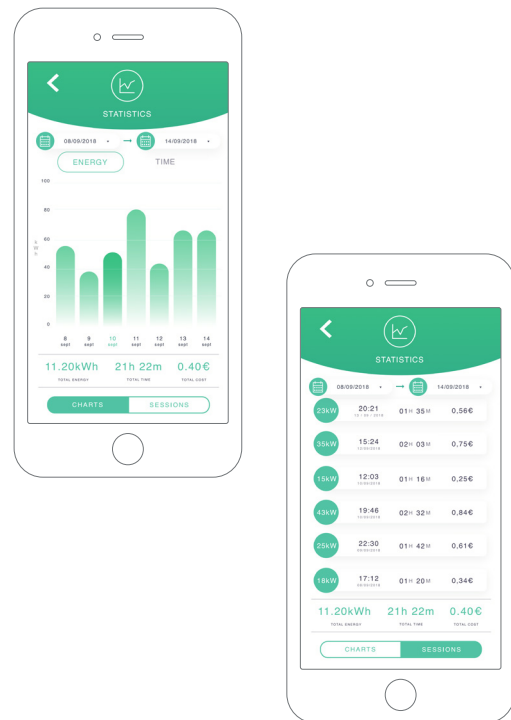 STATISTICS
08/09/2018 → 14/09/2018
ENERGY TIME
100
80
60
kWh
40
20
0
8 9 10 11 12 13 14
sept sept sept sept sept sept sept
11.20kWh 21h 22m 0.40€
TOTAL ENERGY TOTAL TIME TOTAL COST
CHARTS SESSIONS
STATISTICS
08/09/2018 → 14/09/2018
23kW 20:21 01H 35M 0,56€
35kW 15:24 02H 03M 0,75€
15kW 12:03 01H 16M 0,25€
43kW 19:46 02H 32M 0,84€
25kW 22:30 01H 42M 0,61€
18kW 17:12 01H 20M 0,34€
11.20kWh 21h 22m 0.40€
TOTAL ENERGY TOTAL TIME TOTAL COST
CHARTS SESSIONS